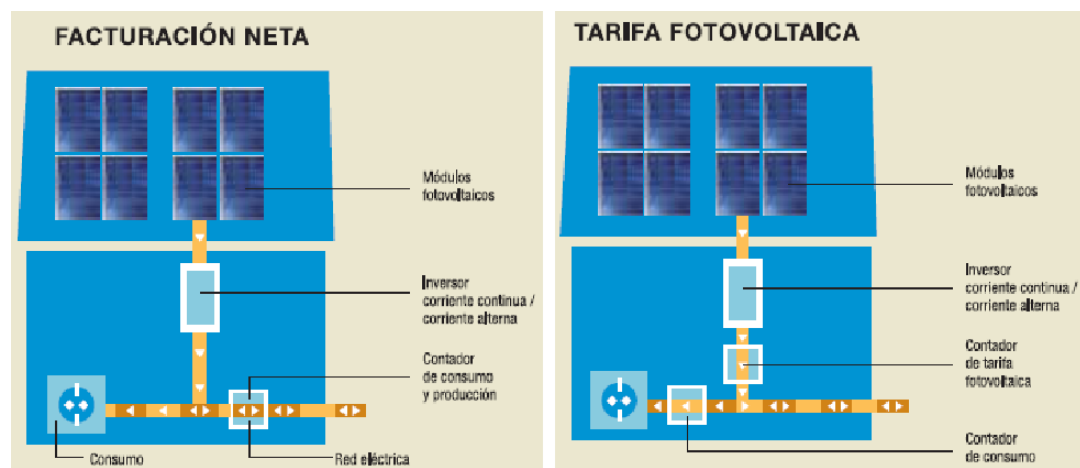 FACTURACIÓN NETA
Módulos
fotovoltaicos
Inversor
corriente continua /
corriente alterna
Contador
de consumo
y producción
Consumo
Red eléctrica
TARIFA FOTOVOLTAICA
Módulos
fotovoltaicos
Inversor
corriente continua /
corriente alterna
Contador
de tarifa
fotovoltaica
Contador
de consumo